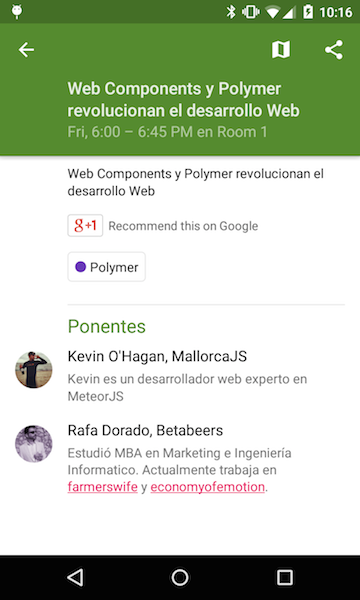 10:16
Web Components y Polymer
revolucionan el desarrollo Web
Fri, 6:00 – 6:45 PM en Room 1
Web Components y Polymer revolucionan el
desarrollo Web
g+1 Recommend this on Google
Polymer
Ponentes
Kevin O'Hagan, MallorcaJS
Kevin es un desarrollador web experto en
MeteorJS
Rafa Dorado, Betabeers
Estudió MBA en Marketing e Ingeniería
Informatico. Actualmente trabaja en
farmerswife y economyofemotion.